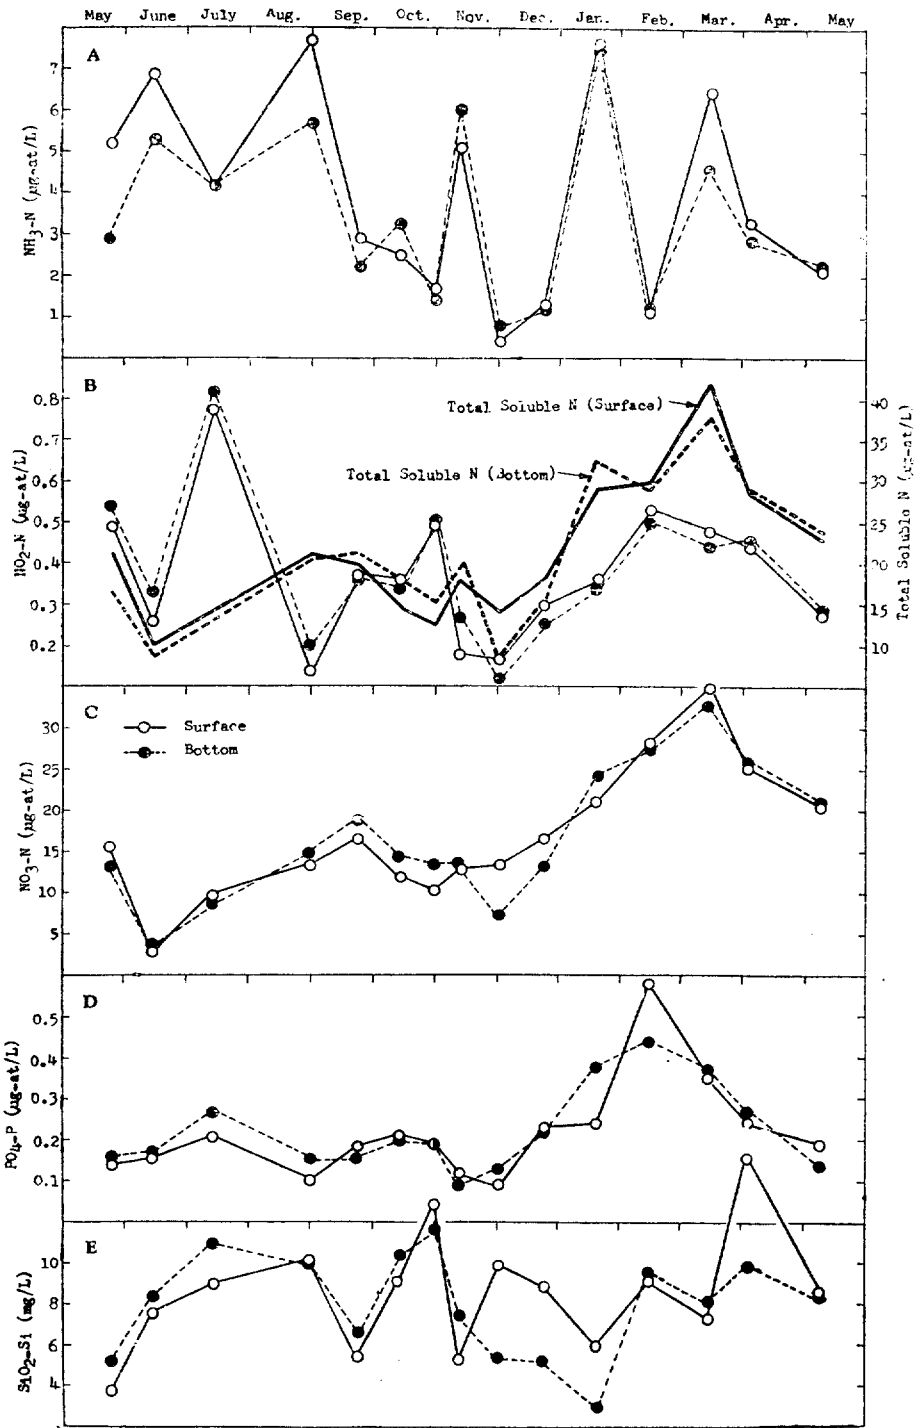 May June July Aug. Sep. Oct. Nov. Dec. Jan. Feb. Mar. Apr. May
A
7
6
5
4
3
2
1
NH3-N (µg-at/L)
B
0.8
0.7
0.6
0.5
0.4
0.3
0.2
NO2-N (µg-at/L)
Total Soluble N (Surface)
Total Soluble N (Bottom)
40
35
30
25
20
15
10
Total Soluble N (µg-at/L)
C
Surface
Bottom
30
25
20
15
10
5
NO3-N (µg-at/L)
D
0.5
0.4
0.3
0.2
0.1
PO4-P (µg-at/L)
E
10
8
6
4
SiO2-Si (mg/L)